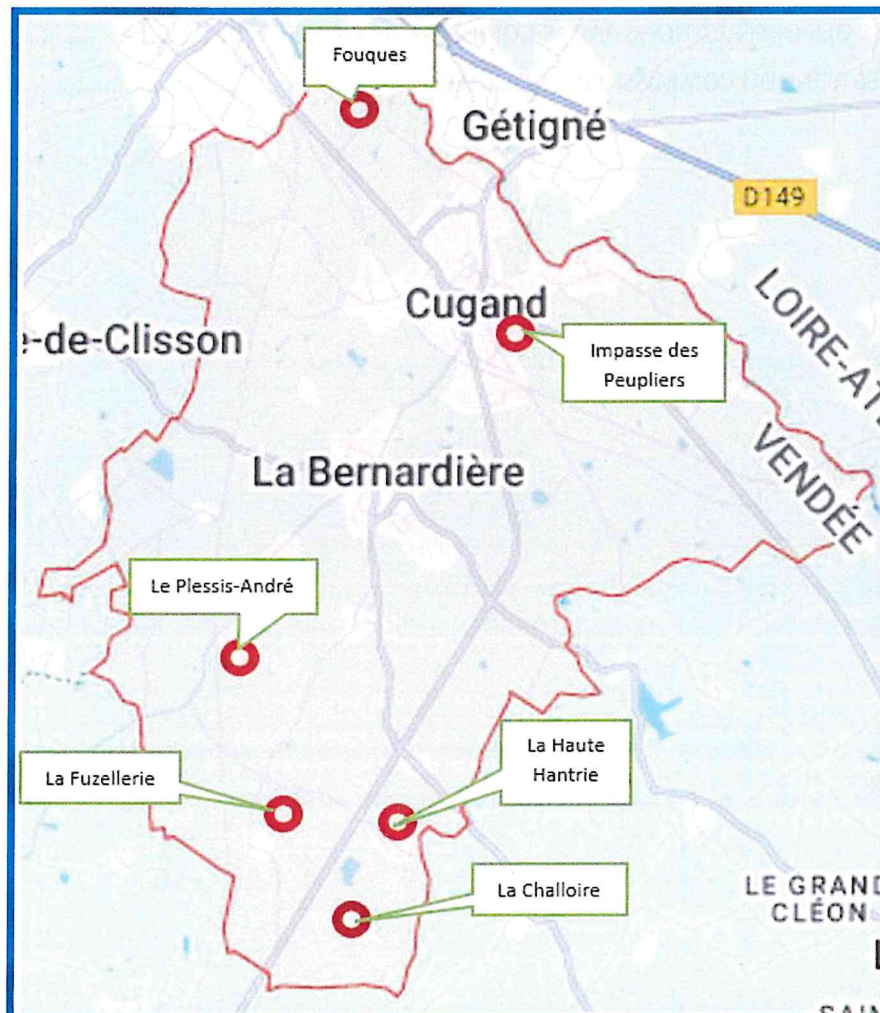 Fouques
Gétigné
D149
Cugand
LOIRE-AT
-de-Clisson
Impasse des
Peupliers
La Bernardière
VENDÉE
Le Plessis-André
La Haute
Hantrie
La Fuzellerie
La Challoire
LE GRAND
CLÉON
L
SAIN